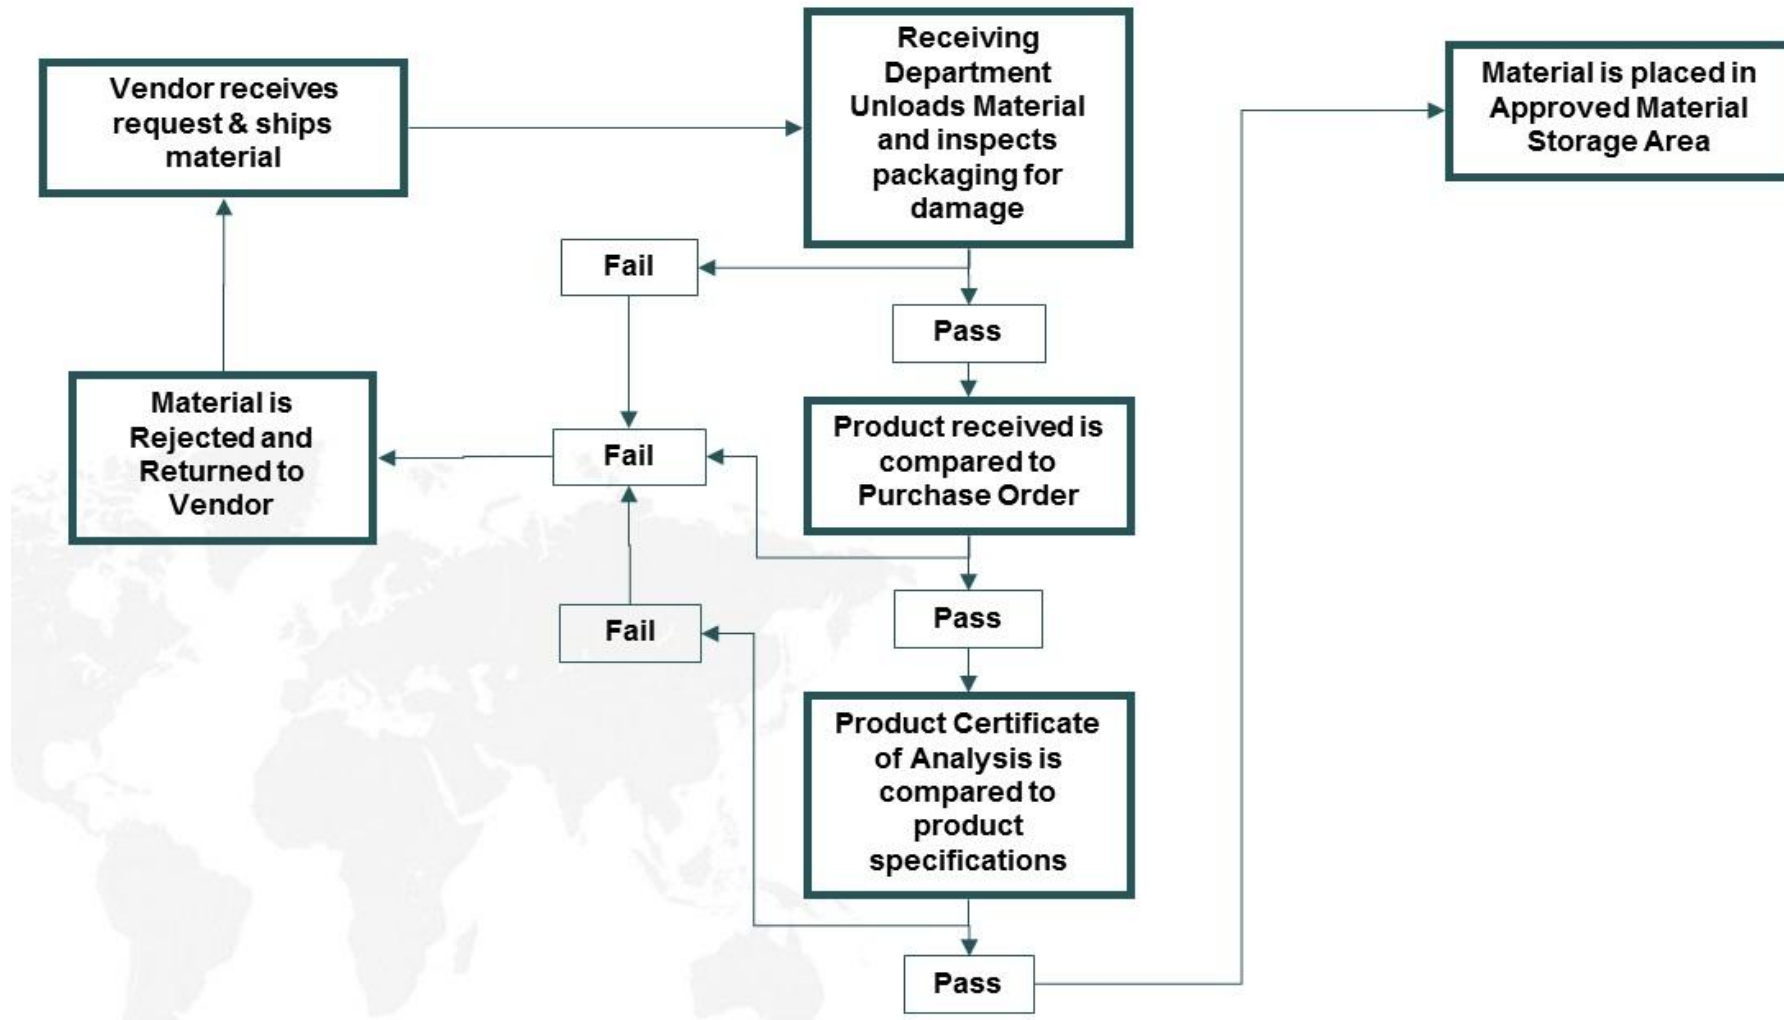 Vendor receives
request & ships
material
Receiving
Department
Unloads Material
and inspects
packaging for
damage
Material is placed in
Approved Material
Storage Area
Fail
Pass
Material is
Rejected and
Returned to
Vendor
Fail
Product received is
compared to
Purchase Order
Fail
Pass
Product Certificate
of Analysis is
compared to
product
specifications
Pass